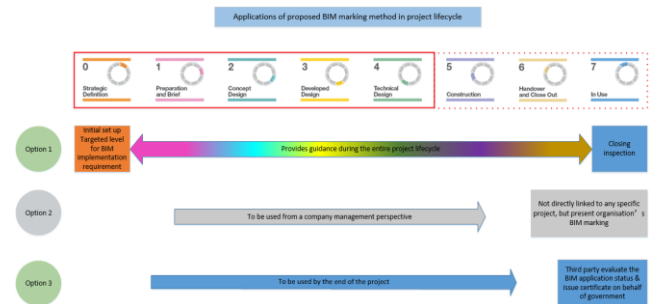 Applications of proposed BIM marking method in project lifecycle
0 1 2 3 4 5 6 7
Strategic
Definition
Preparation
and Brief
Concept
Design
Developed
Design
Technical
Design
Construction
Handover
and Close Out
In Use
Option 1
Initial set up
Targeted level
for BIM
implementation
requirement
Provides guidance during the entire project lifecycle
Closing
inspection
Option 2
To be used from a company management perspective
Not directly linked to any specific
project, but present organisation's
BIM marking
Option 3
To be used by the end of the project
Third party evaluate the
BIM application status &
issue certificate on behalf
of government